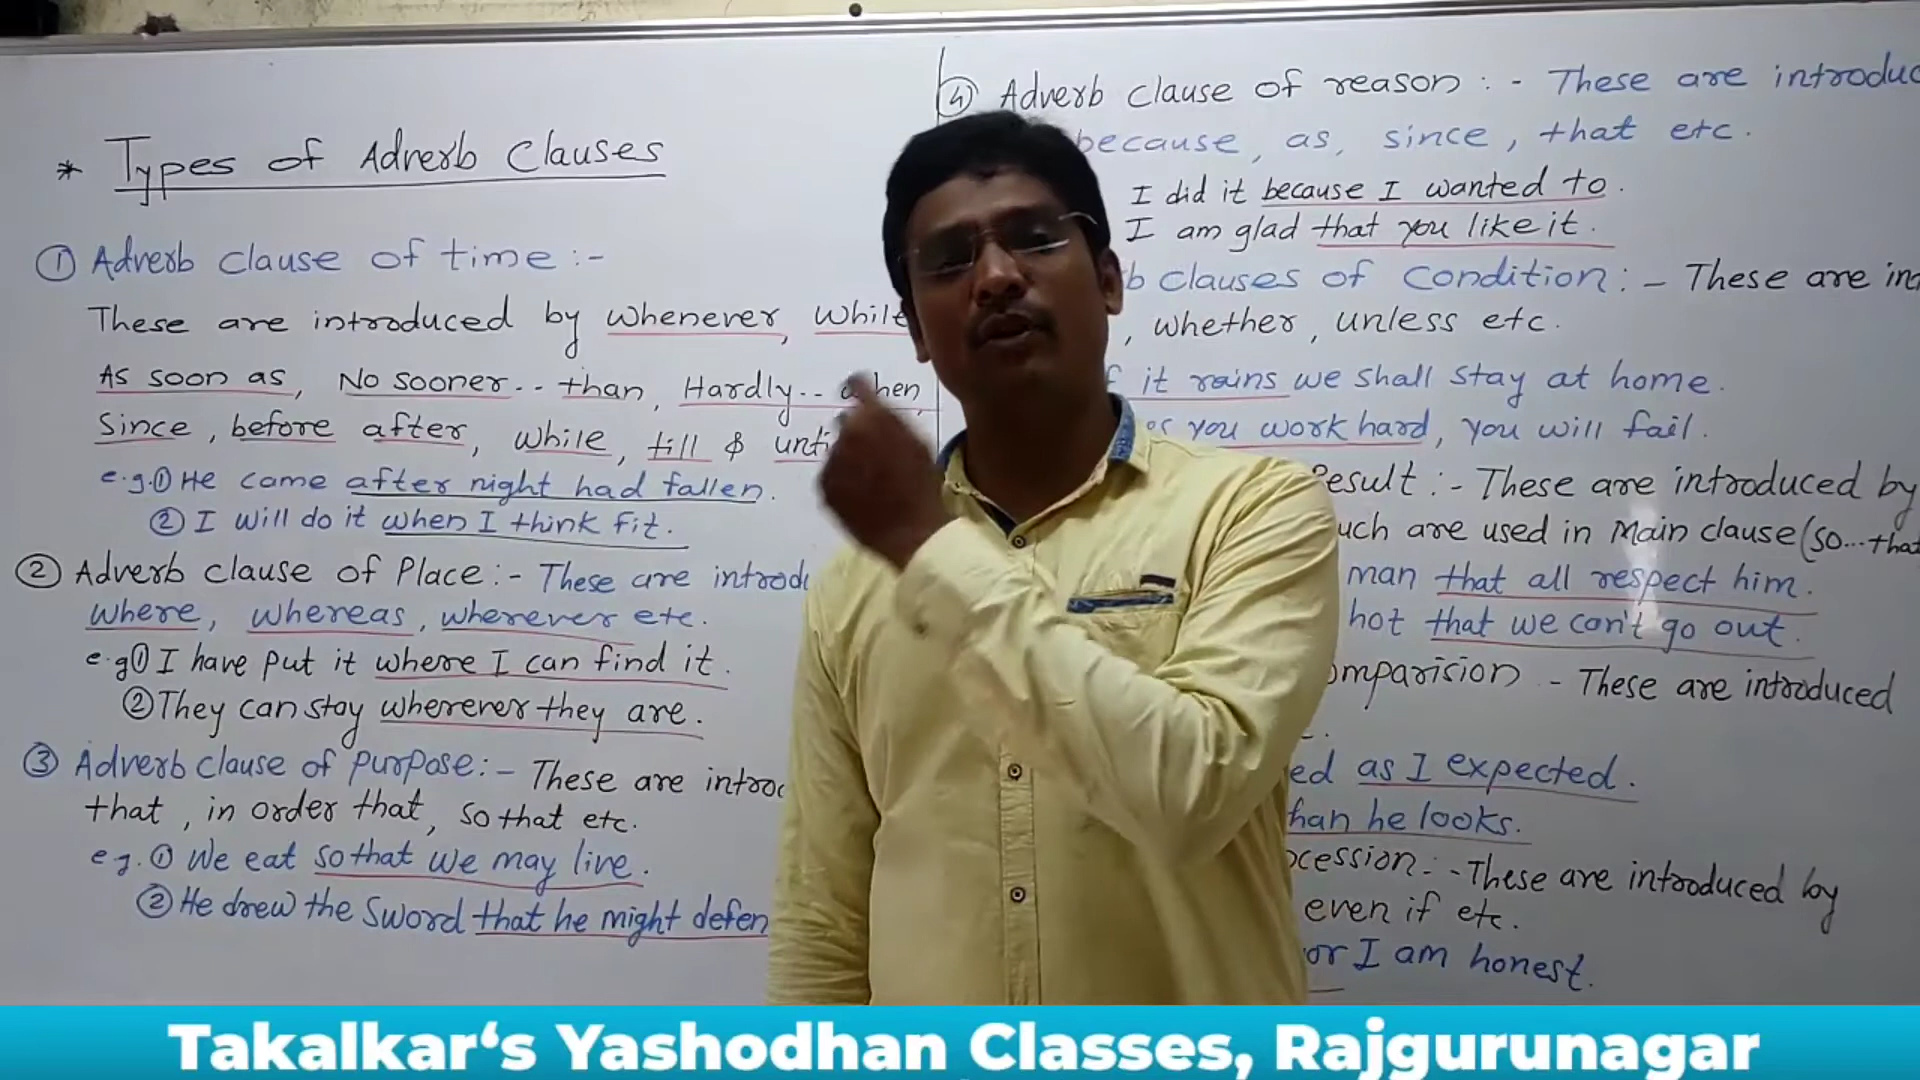 * Types of Adverb Clauses
① Adverb clause of time :-
These are introduced by whenever, while
As soon as, No sooner.. than, Hardly.. when,
Since, before after, while, till & unti
e.g.① He came after night had fallen.
② I will do it when I think fit.
② Adverb clause of Place :- These are introdu
where, whereas, wherever etc.
e.g① I have put it where I can find it.
② They can stay wherever they are.
③ Adverb clause of purpose :- These are introd
that, in order that, so that etc.
e.g. ① We eat so that we may live.
② He drew the Sword that he might defen
4) Adverb clause of reason :- These are introduc
because, as, since, that etc.
I did it because I wanted to.
I am glad that you like it.
b clauses of Condition :- These are in
, whether, unless etc.
f it rains we shall stay at home.
you work hard, you will fail.
Result :- These are introduced by
uch are used in Main clause (so...that
man that all respect him.
hot that we can't go out.
omparision - These are introduced
ed as I expected.
han he looks.
cession :- These are introduced by
even if etc.
or I am honest.
Takalkar‘s Yashodhan Classes, Rajgurunagar